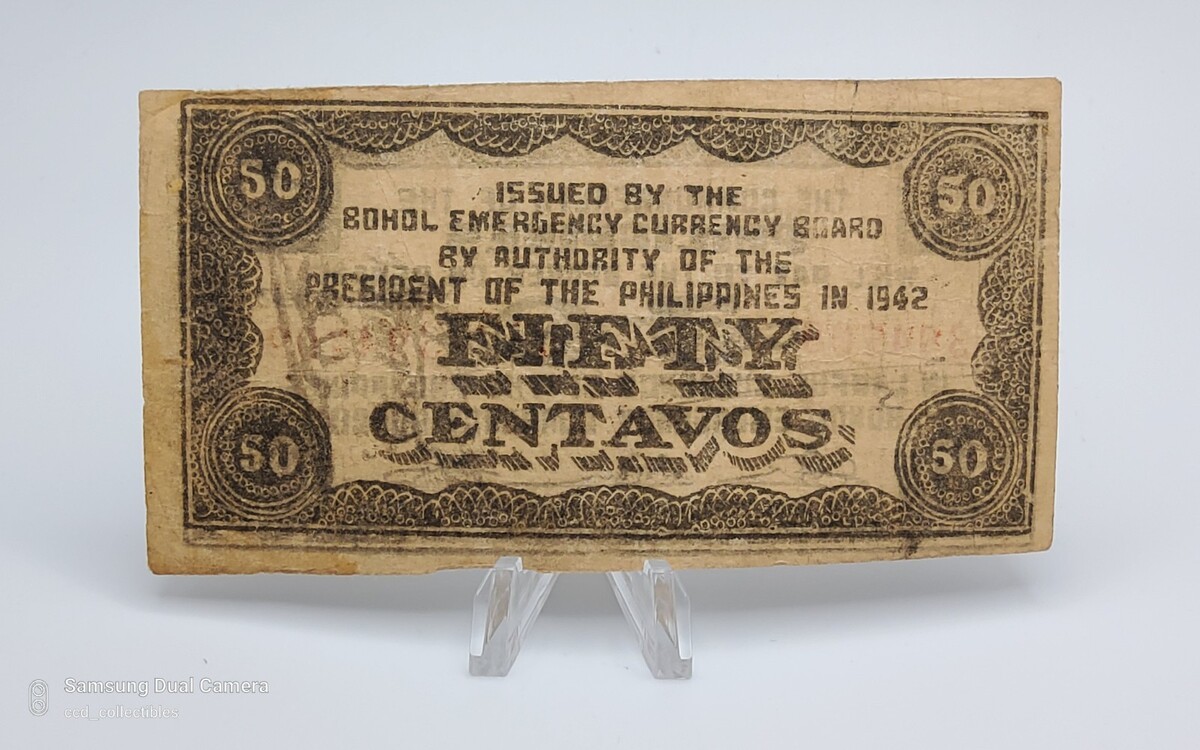 50
50
ISSUED BY THE
BOHOL EMERGENCY CURRENCY BOARD
BY AUTHORITY OF THE
PRESIDENT OF THE PHILIPPINES IN 1942
FIFTY
CENTAVOS
50
50
Samsung Dual Camera
ccd_collectibles